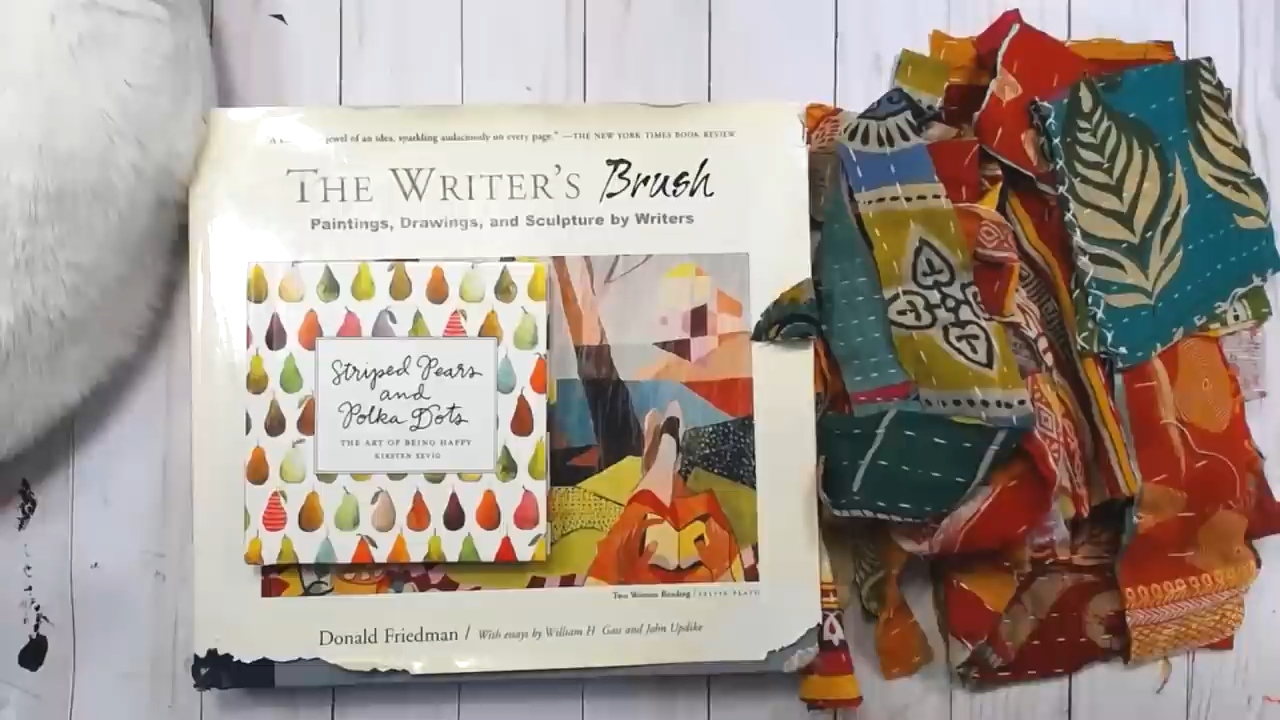 jewel of an idea, sparkling audaciously on every page." —THE NEW YORK TIMES BOOK REVIEW
THE WRITER'S Brush
Paintings, Drawings, and Sculpture by Writers
Striped Pears
and
Polka Dots
THE ART OF BEING HAPPY
KIRSTEN SEVIG
Two Women Reading / SYLVIA PLATH
Donald Friedman / With essays by William H. Gass and John Updike